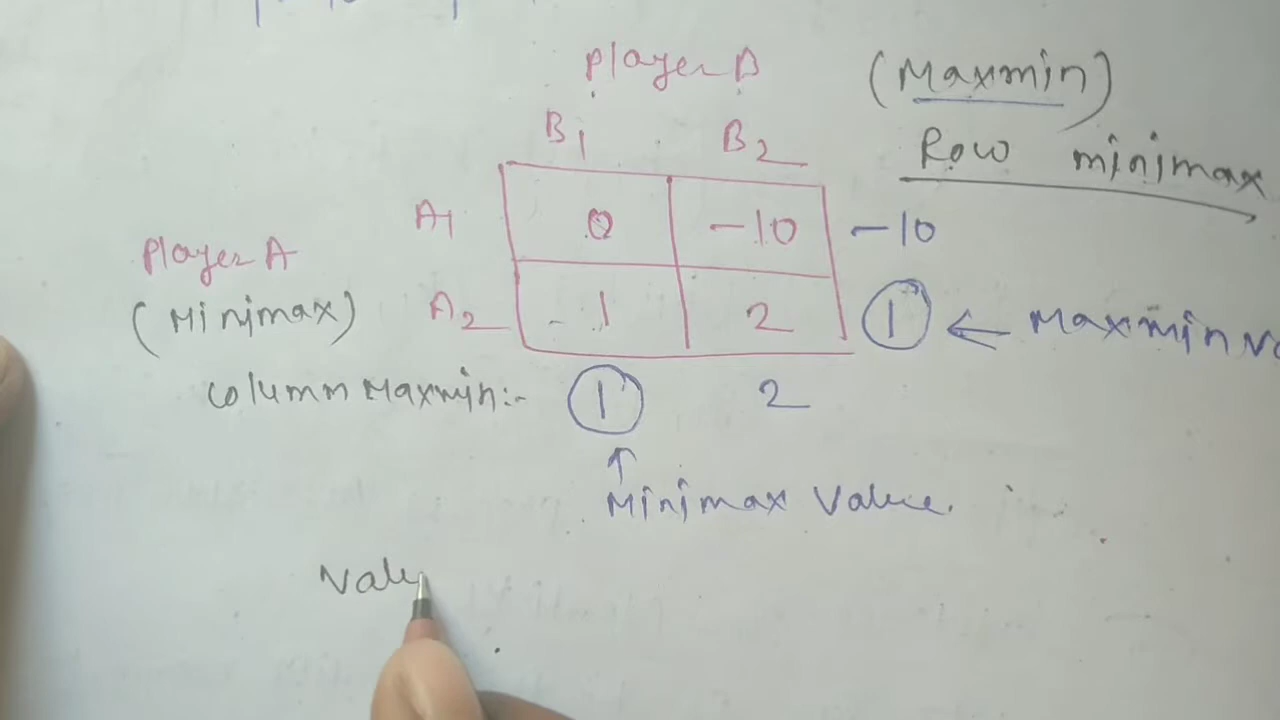 Player B
(Maxmin)
B1 B2
Row minimax
A1 0 -10 -10
Player A
(Minimax)
A2 1 2 1 ← Maxmin
Column Maxmin:- 1 2
↑
Minimax Value.
Valu